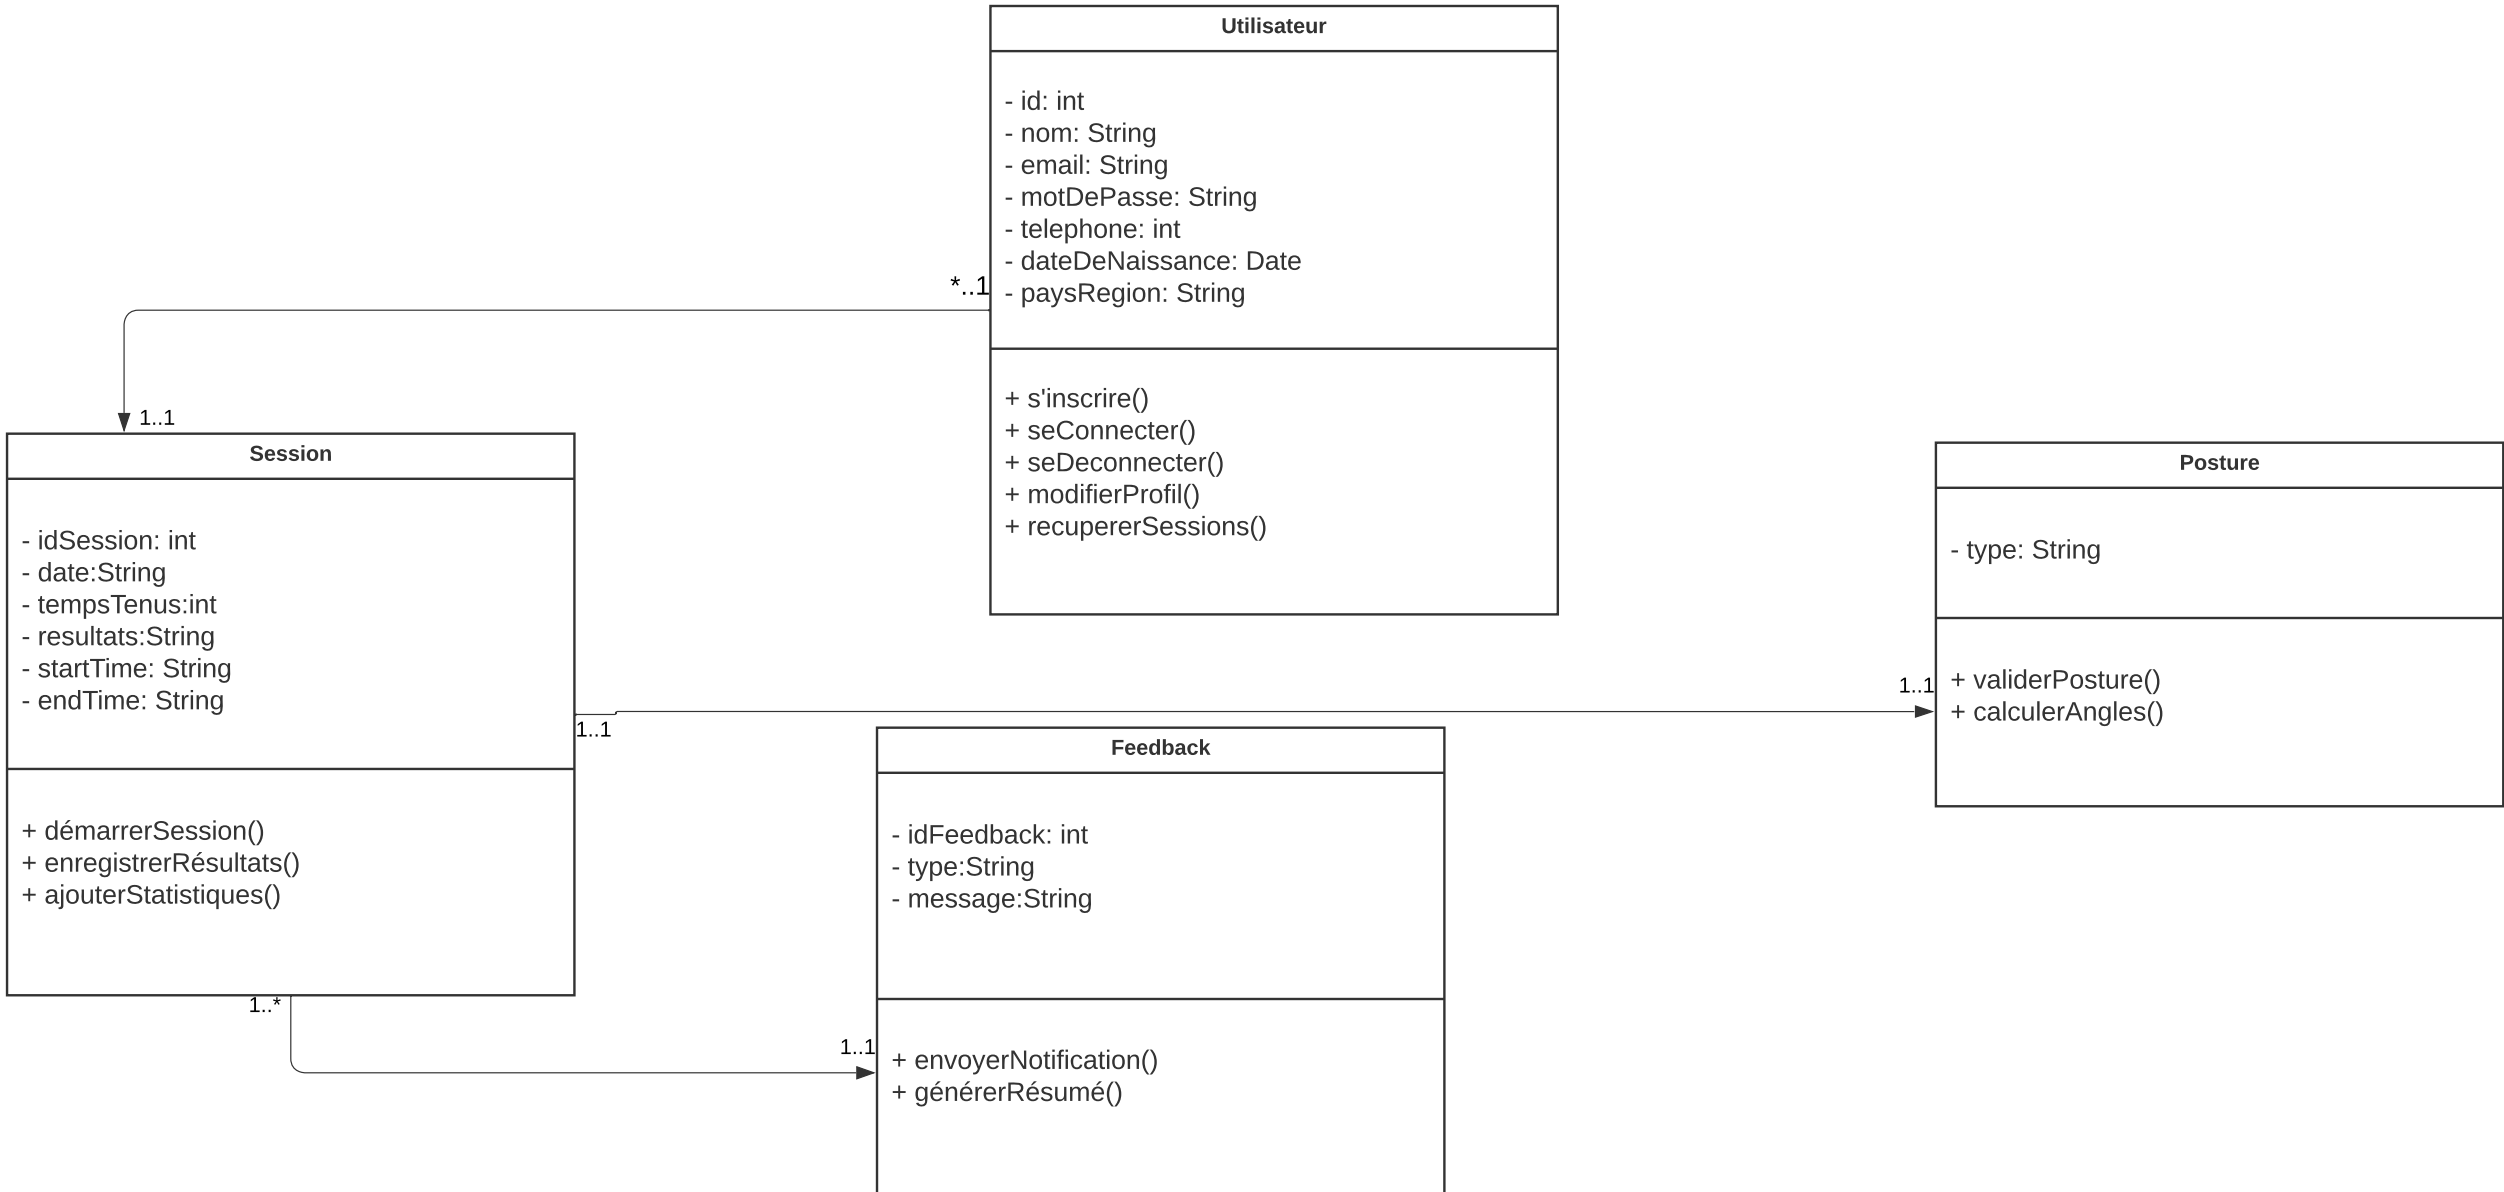 Utilisateur
- id: int
- nom: String
- email: String
- motDePasse: String
- telephone: int
- dateDeNaissance: Date
- paysRegion: String
+ s'inscrire()
+ seConnecter()
+ seDeconnecter()
+ modifierProfil()
+ recupererSessions()
*..1
1..1
Session
- idSession: int
- date:String
- tempsTenus:int
- resultats:String
- startTime: String
- endTime: String
+ démarrerSession()
+ enregistrerRésultats()
+ ajouterStatistiques()
1..1
1..1
Posture
- type: String
+ validerPosture()
+ calculerAngles()
1..*
1..1
Feedback
- idFeedback: int
- type:String
- message:String
+ envoyerNotification()
+ générerRésumé()